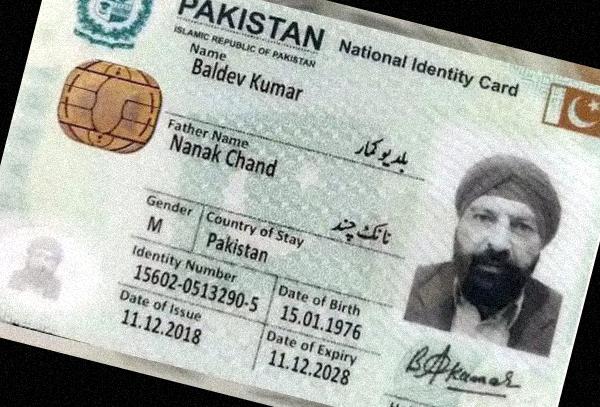 PAKISTAN National Identity Card
ISLAMIC REPUBLIC OF PAKISTAN
Name
Baldev Kumar
بلدیو کمار
Father Name
Nanak Chand
نانک چند
Gender Country of Stay
M Pakistan
Identity Number Date of Birth
15602-0513290-5 15.01.1976
Date of Issue Date of Expiry
11.12.2018 11.12.2028